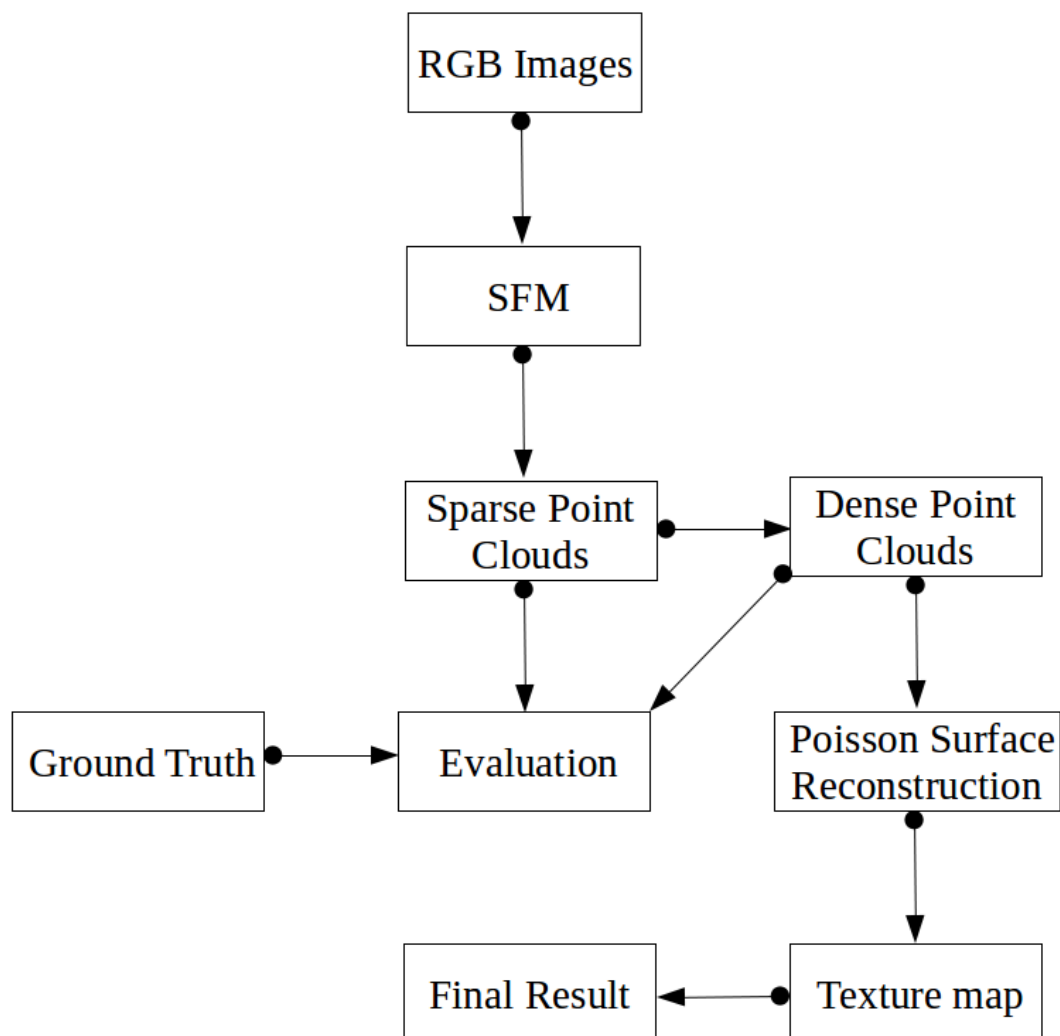 RGB Images
SFM
Sparse Point
Clouds
Dense Point
Clouds
Ground Truth
Evaluation
Poisson Surface
Reconstruction
Final Result
Texture map